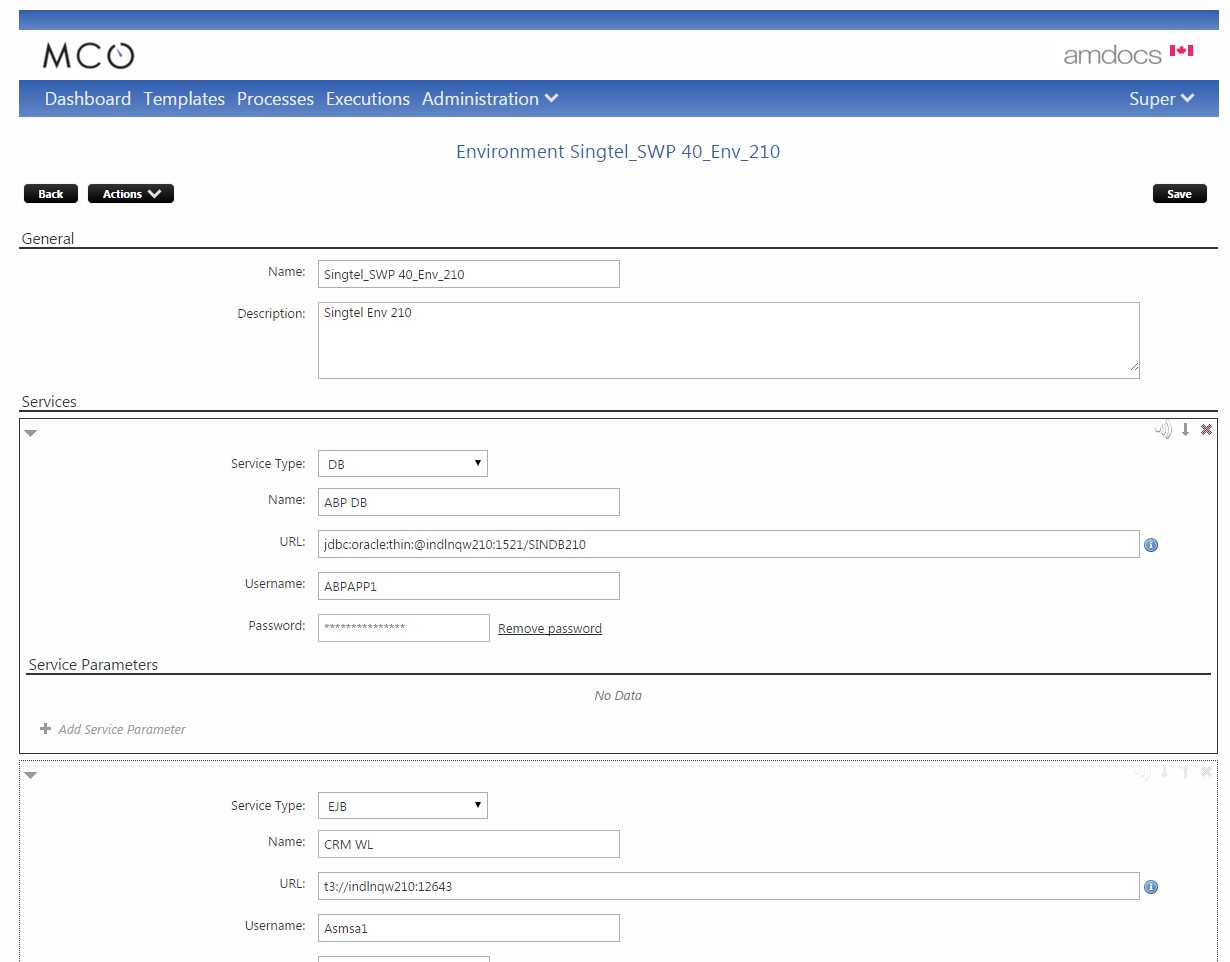 MCO
amdocs
Dashboard Templates Processes Executions Administration Super
Environment Singtel_SWP 40_Env_210
Back Actions Save
General
Name: Singtel_SWP 40_Env_210
Description: Singtel Env 210
Services
Service Type: DB
Name: ABP DB
URL: jdbc:oracle:thin:@indlnqw210:1521/SINDB210
Username: ABPAPP1
Password: *************** Remove password
Service Parameters
No Data
Add Service Parameter
Service Type: EJB
Name: CRM WL
URL: t3://indlnqw210:12643
Username: Asmsa1